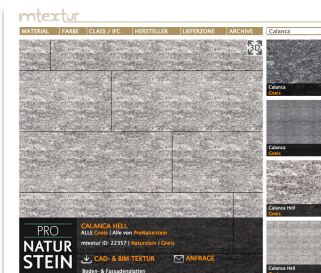 mtextur
MATERIAL FARBE CLASS / IFC HERSTELLER LIEFERZONE ARCHIVE Calanca
3D
Calanca
Gneis
Calanca
Gneis
Calanca Hell
Gneis
Calanca Hell
PRO
NATUR
STEIN
CALANCA HELL
ALLE Gneis | Alle von ProNaturstein
mtextur ID: 22357 | Naturstein | Gneis
CAD- & BIM-TEXTUR ANFRAGE
Boden- & Fassadenplatten